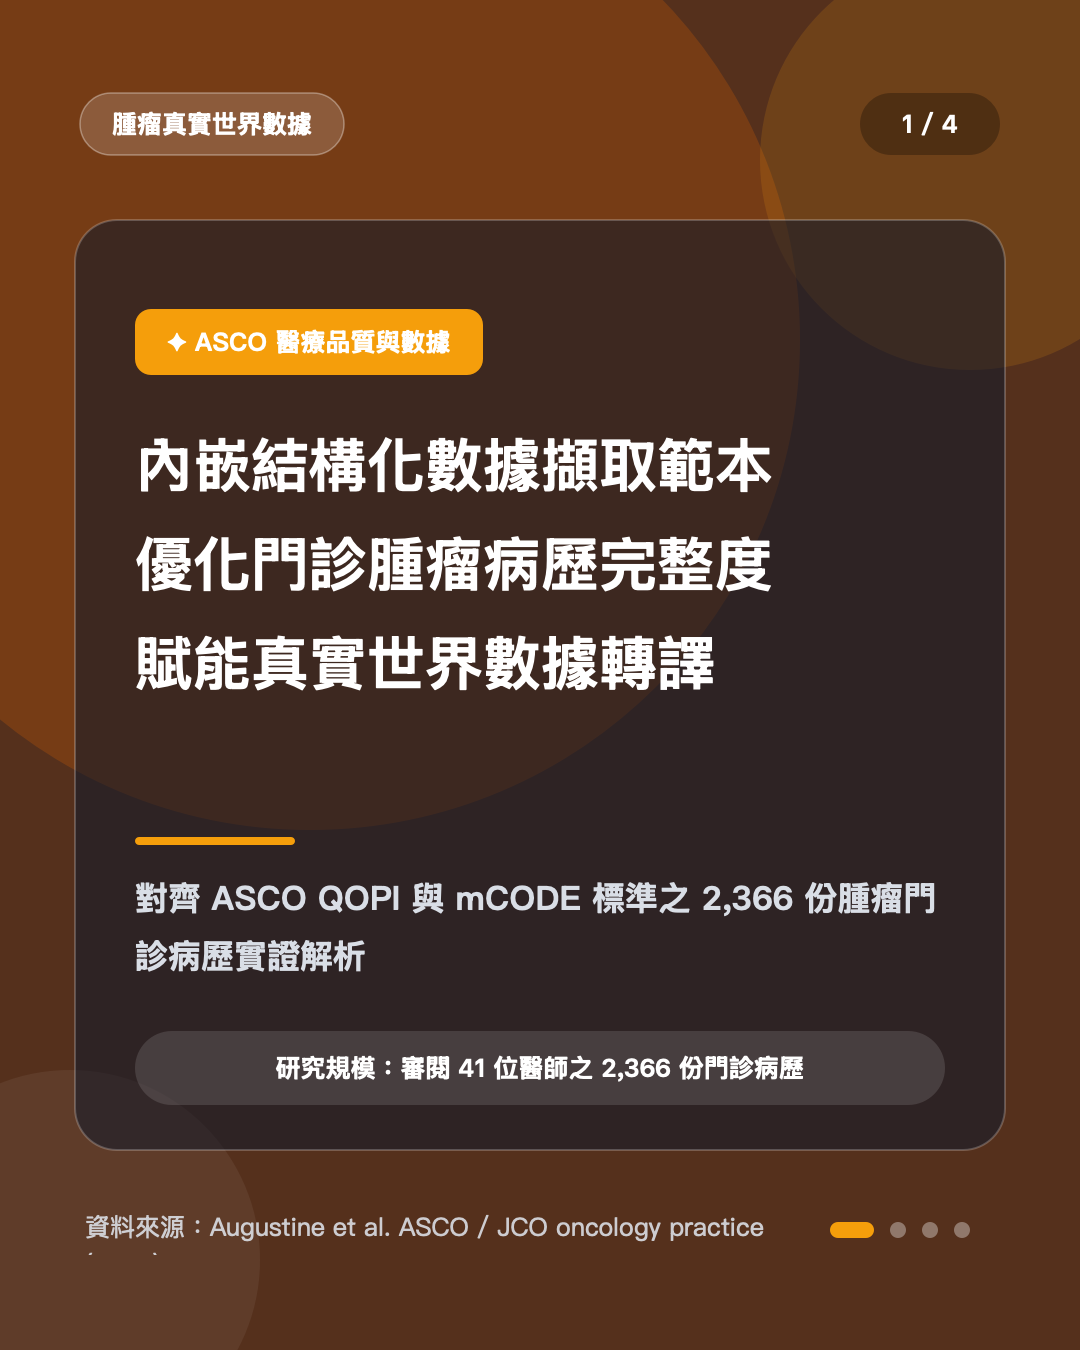 腫瘤真實世界數據
1 / 4
✦ ASCO 醫療品質與數據
內嵌結構化數據擷取範本
優化門診腫瘤病歷完整度
賦能真實世界數據轉譯
對齊 ASCO QOPI 與 mCODE 標準之 2,366 份腫瘤門
診病歷實證解析
研究規模：審閱 41 位醫師之 2,366 份門診病歷
資料來源：Augustine et al. ASCO / JCO oncology practice